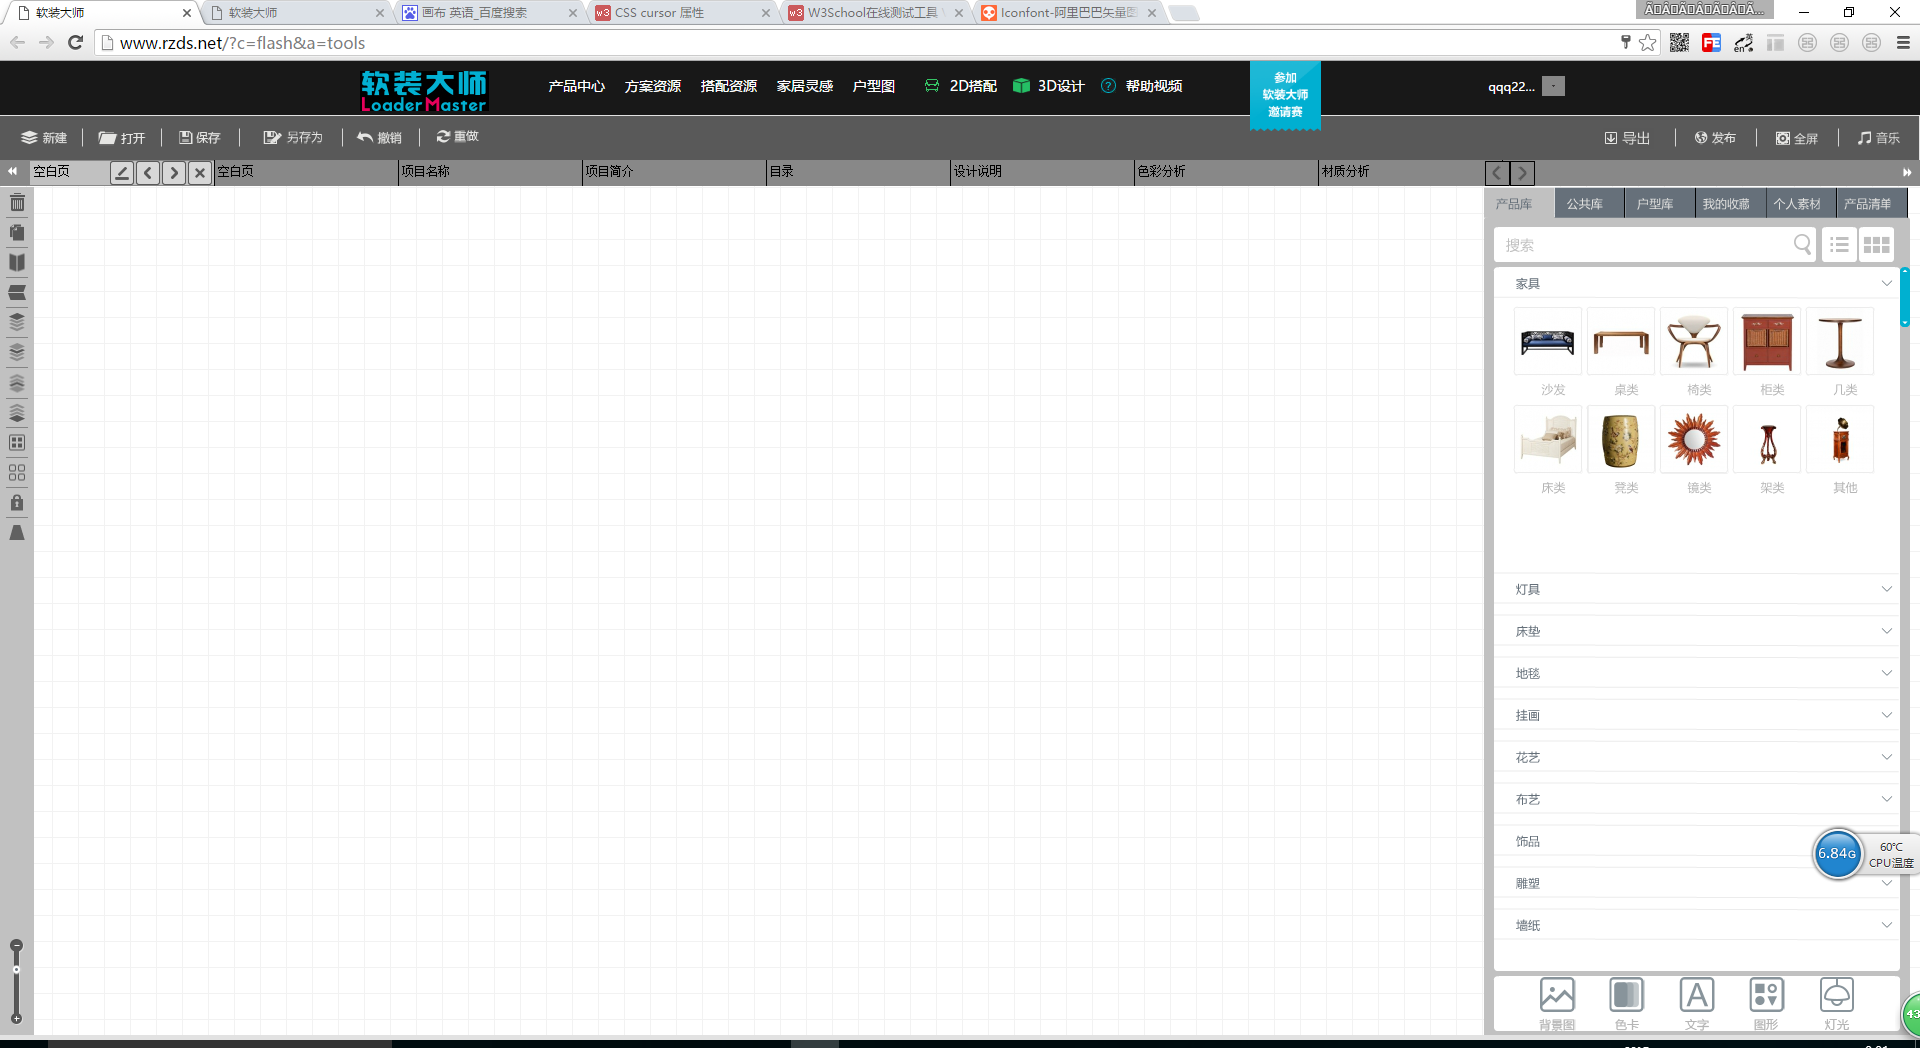 软装大师
软装大师
画布 英语_百度搜索
CSS cursor 属性
W3School在线测试工具
Iconfont-阿里巴巴矢量图
www.rzds.net/?c=flash&a=tools
软装大师
LoaderMaster
产品中心
方案资源
搭配资源
家居灵感
户型图
2D搭配
3D设计
帮助视频
参加
软装大师
邀请赛
qqq22...
新建
打开
保存
另存为
撤销
重做
导出
发布
全屏
音乐
空白页
空白页
项目名称
项目简介
目录
设计说明
色彩分析
材质分析
产品库
公共库
户型库
我的收藏
个人素材
产品清单
搜索
家具
沙发
桌类
椅类
柜类
几类
床类
凳类
镜类
架类
其他
灯具
床垫
地毯
挂画
花艺
布艺
饰品
雕塑
墙纸
6.84G
60℃
CPU温度
背景图
色卡
文字
图形
灯光
43